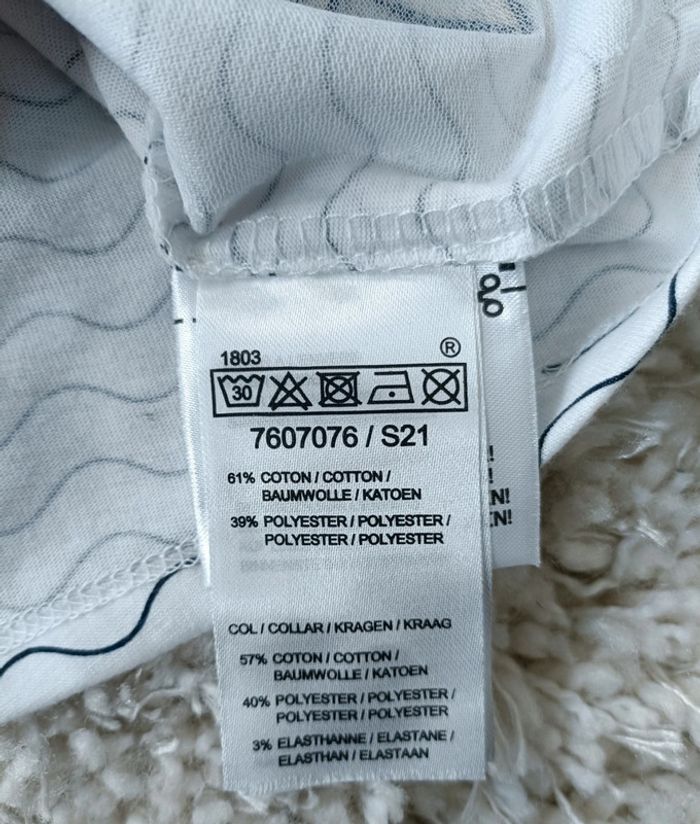 1803 ®
30
7607076 / S21
61% COTON / COTTON /
BAUMWOLLE / KATOEN
39% POLYESTER / POLYESTER /
POLYESTER / POLYESTER
COL / COLLAR / KRAGEN / KRAAG
57% COTON / COTTON /
BAUMWOLLE / KATOEN
40% POLYESTER / POLYESTER /
POLYESTER / POLYESTER
3% ELASTHANNE / ELASTANE /
ELASTHAN / ELASTAAN